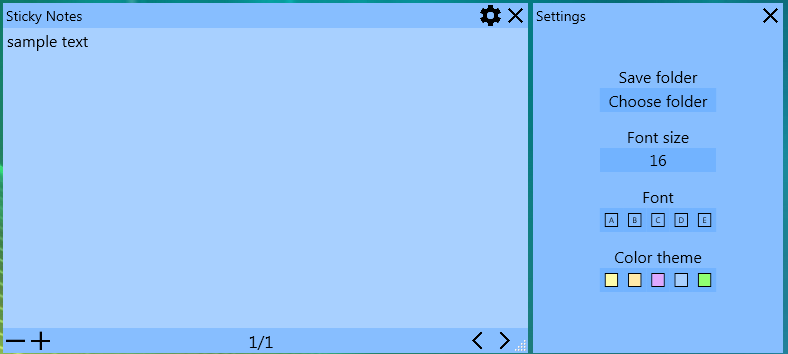 Sticky Notes
sample text
1/1
Settings
Save folder
Choose folder
Font size
16
Font
A B C D E
Color theme